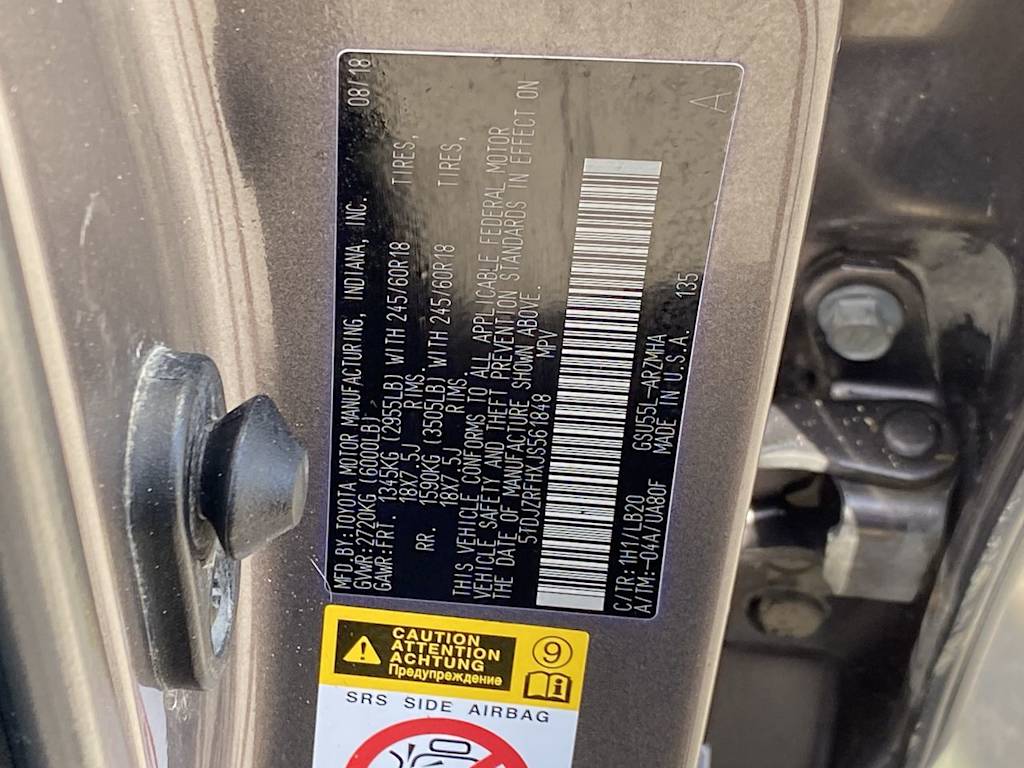 MFD.BY:TOYOTA MOTOR MANUFACTURING, INDIANA, INC. 08/18
GVWR:2720KG (6000LB)
GAWR:FRT. 1345KG (2955LB) WITH 245/60R18 TIRES,
18X7.5J RIMS
RR. 1590KG (3505LB) WITH 245/60R18 TIRES,
18X7.5J RIMS
THIS VEHICLE CONFORMS TO ALL APPLICABLE FEDERAL MOTOR
VEHICLE SAFETY AND THEFT PREVENTION STANDARDS IN EFFECT ON
THE DATE OF MANUFACTURE SHOWN ABOVE.
5TDJZRFHXJS561848 MPV
C/TR:1H1/LB20 GSU55L-ARZMHA 135
A/TM:-04A/UA80F MADE IN U.S.A. A
CAUTION
ATTENTION
ACHTUNG
Предупреждение
9
SRS SIDE AIRBAG